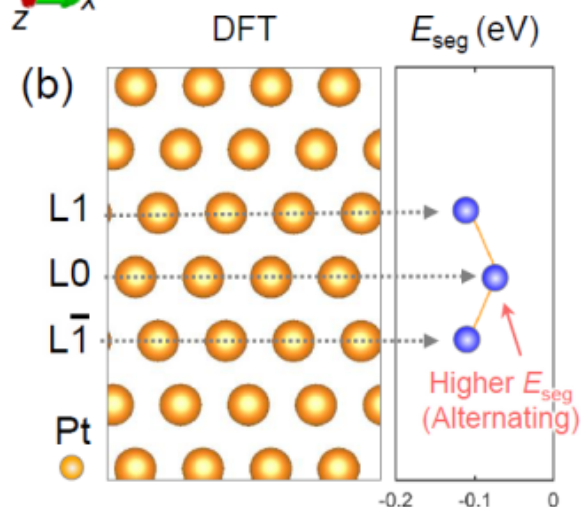 z x
DFT
E_seg (eV)
(b)
L1
L0
L1̄
Pt
Higher E_seg
(Alternating)
-0.2 -0.1 0